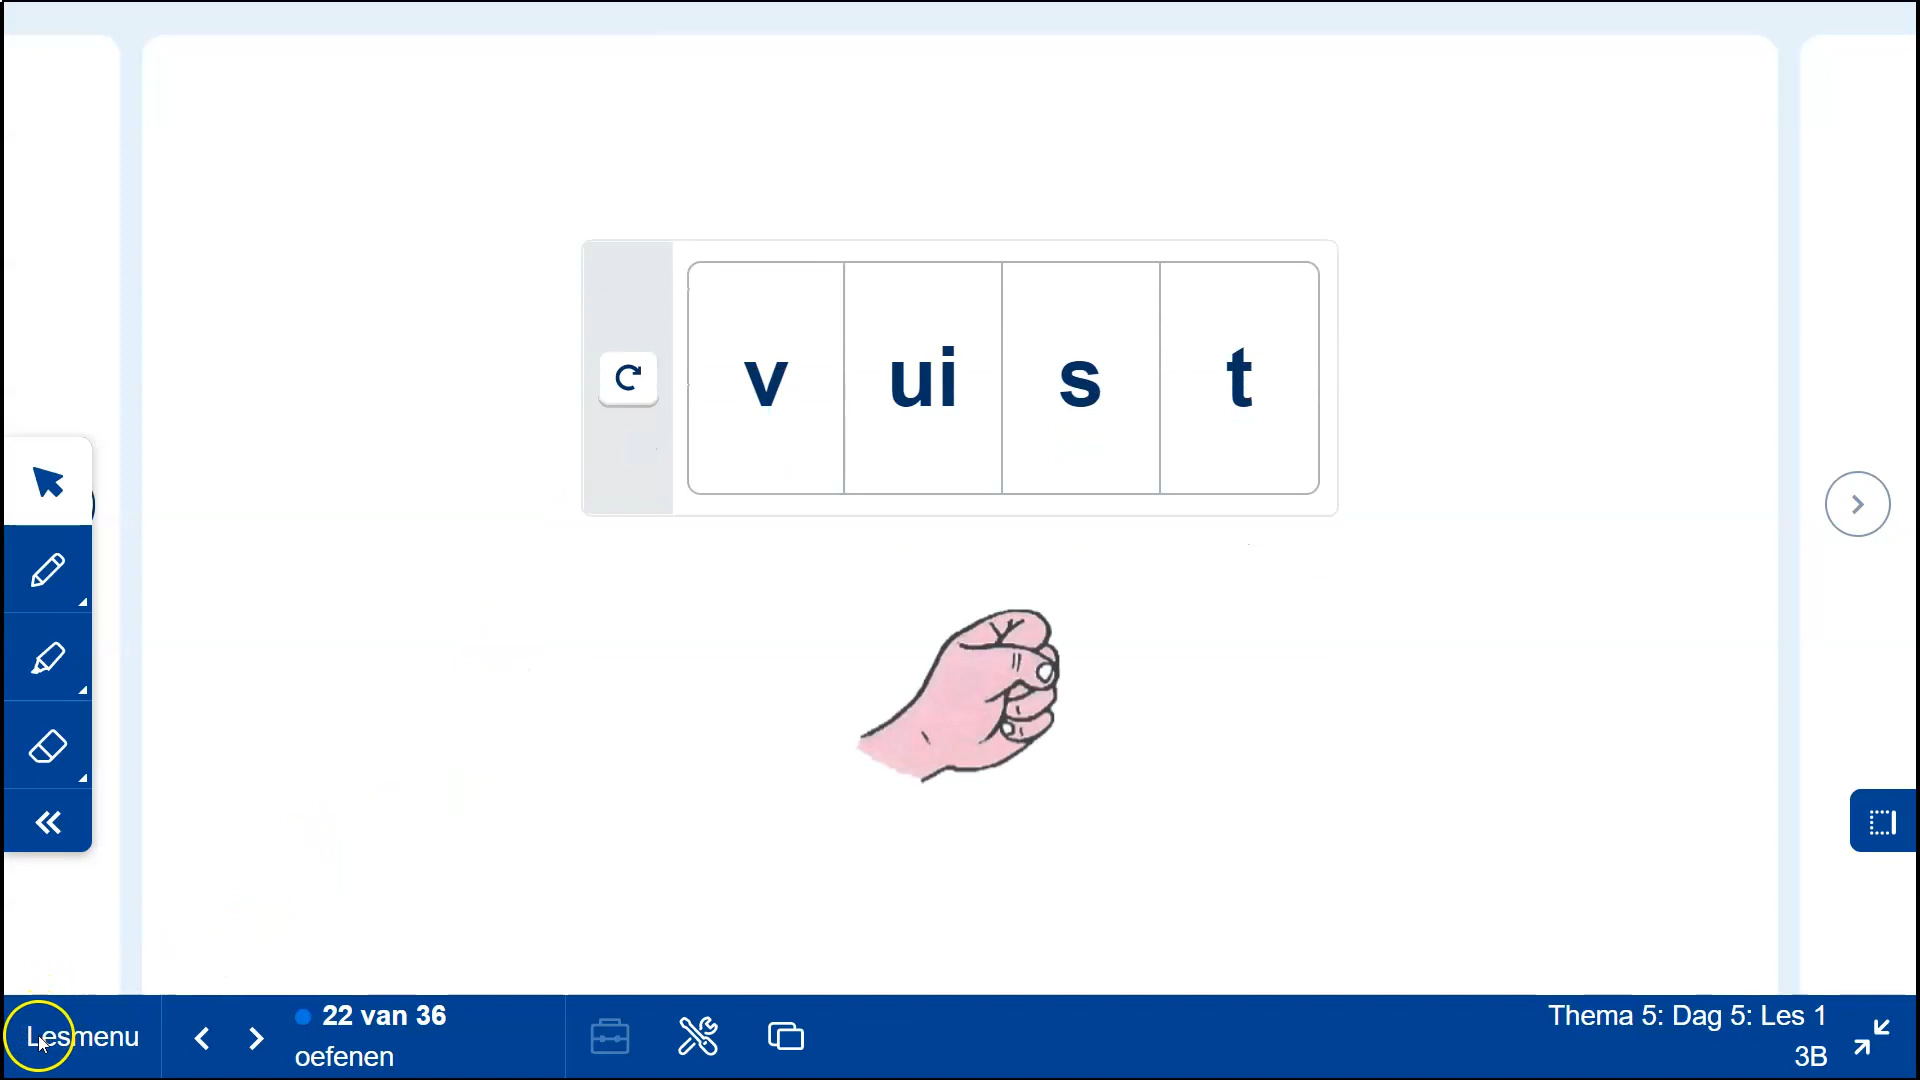 v ui s t
Lesmenu
22 van 36
oefenen
Thema 5: Dag 5: Les 1
3B